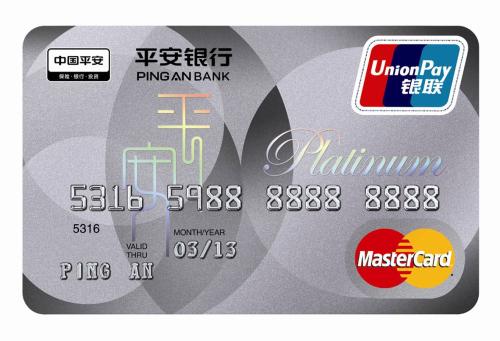 中国平安
保险·银行·投资
平安银行
PING AN BANK
UnionPay
银联
平
安
Platinum
5316 5988 8888 8888
5316
MONTH/YEAR
VALID
THRU
03/13
PING AN
MasterCard